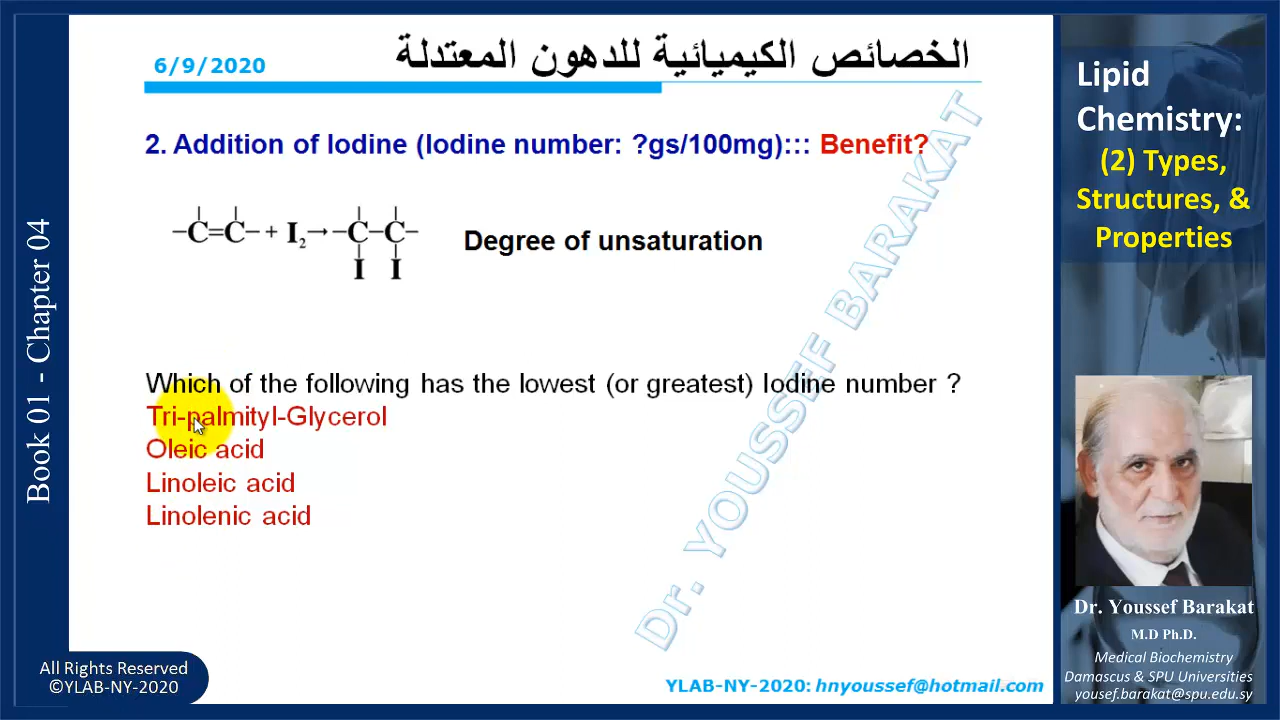 الخصائص الكيميائية للدهون المعتدلة
6/9/2020
2. Addition of Iodine (Iodine number: ?gs/100mg)::: Benefit?
–C=C– + I2 → –C–C–
I I
Degree of unsaturation
Which of the following has the lowest (or greatest) Iodine number ?
Tri-palmityl-Glycerol
Oleic acid
Linoleic acid
Linolenic acid
Dr. YOUSSEF BARAKAT
Book 01 - Chapter 04
All Rights Reserved
©YLAB-NY-2020
YLAB-NY-2020: hnyoussef@hotmail.com
Lipid
Chemistry:
(2) Types,
Structures, &
Properties
Dr. Youssef Barakat
M.D Ph.D.
Medical Biochemistry
Damascus & SPU Universities
yousef.barakat@spu.edu.sy